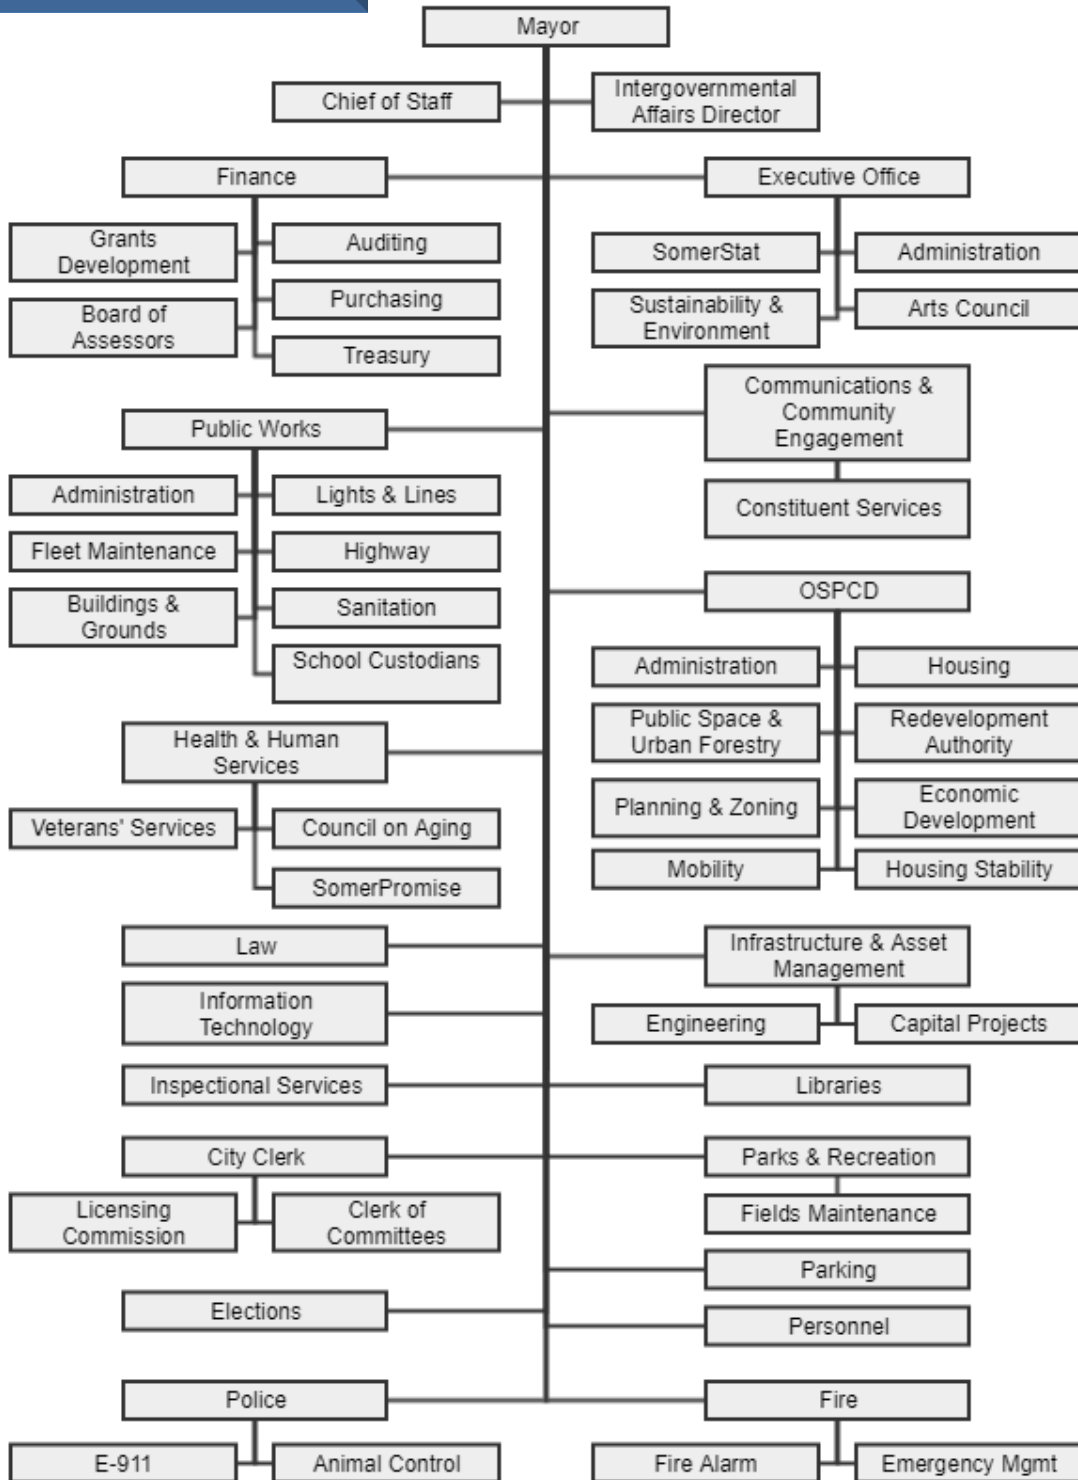 Mayor
Chief of Staff
Intergovernmental
Affairs Director
Finance
Executive Office
Grants
Development
Auditing
Board of
Assessors
Purchasing
Treasury
SomerStat
Administration
Sustainability &
Environment
Arts Council
Communications &
Community
Engagement
Constituent Services
Public Works
Administration
Lights & Lines
Fleet Maintenance
Highway
Buildings &
Grounds
Sanitation
School Custodians
OSPCD
Administration
Housing
Public Space &
Urban Forestry
Redevelopment
Authority
Planning & Zoning
Economic
Development
Mobility
Housing Stability
Health & Human
Services
Veterans' Services
Council on Aging
SomerPromise
Law
Infrastructure & Asset
Management
Engineering
Capital Projects
Information
Technology
Inspectional Services
Libraries
City Clerk
Licensing
Commission
Clerk of
Committees
Parks & Recreation
Fields Maintenance
Parking
Elections
Personnel
Police
E-911
Animal Control
Fire
Fire Alarm
Emergency Mgmt